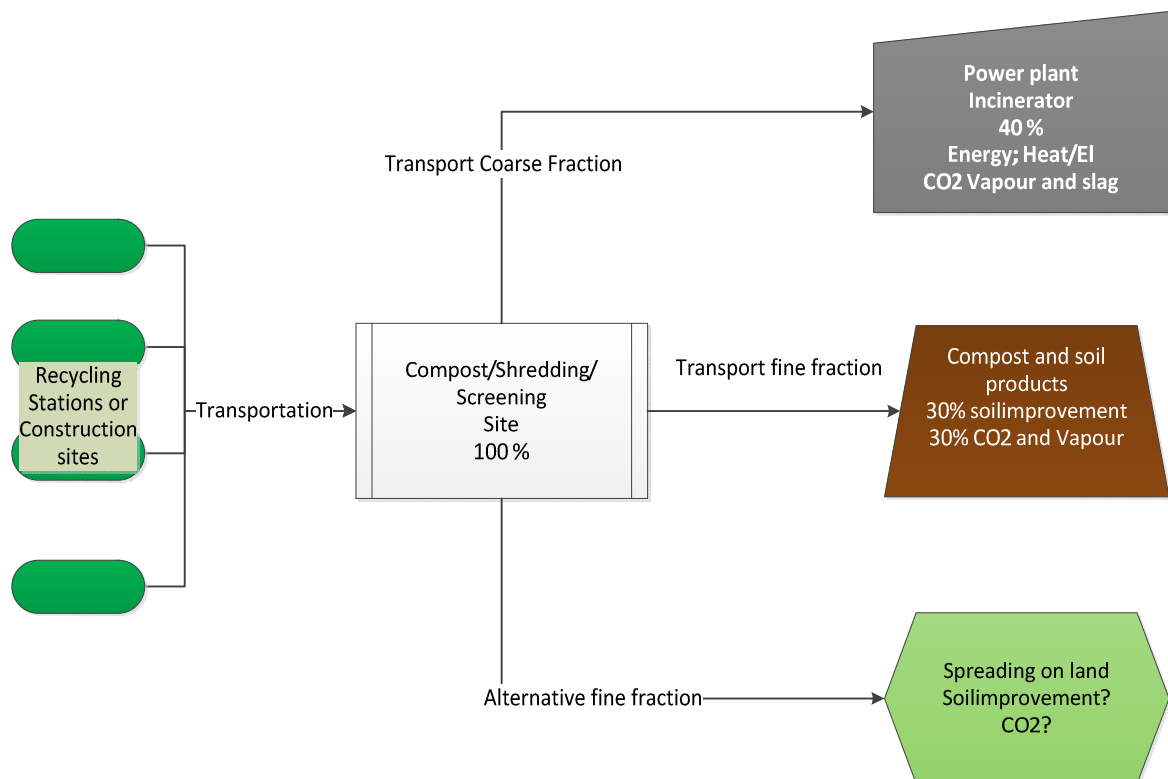 Power plant
Incinerator
40 %
Energy; Heat/El
CO2 Vapour and slag
Transport Coarse Fraction
Recycling
Stations or
Construction
sites
Transportation
Compost/Shredding/
Screening
Site
100 %
Transport fine fraction
Compost and soil
products
30% soilimprovement
30% CO2 and Vapour
Alternative fine fraction
Spreading on land
Soilimprovement?
CO2?